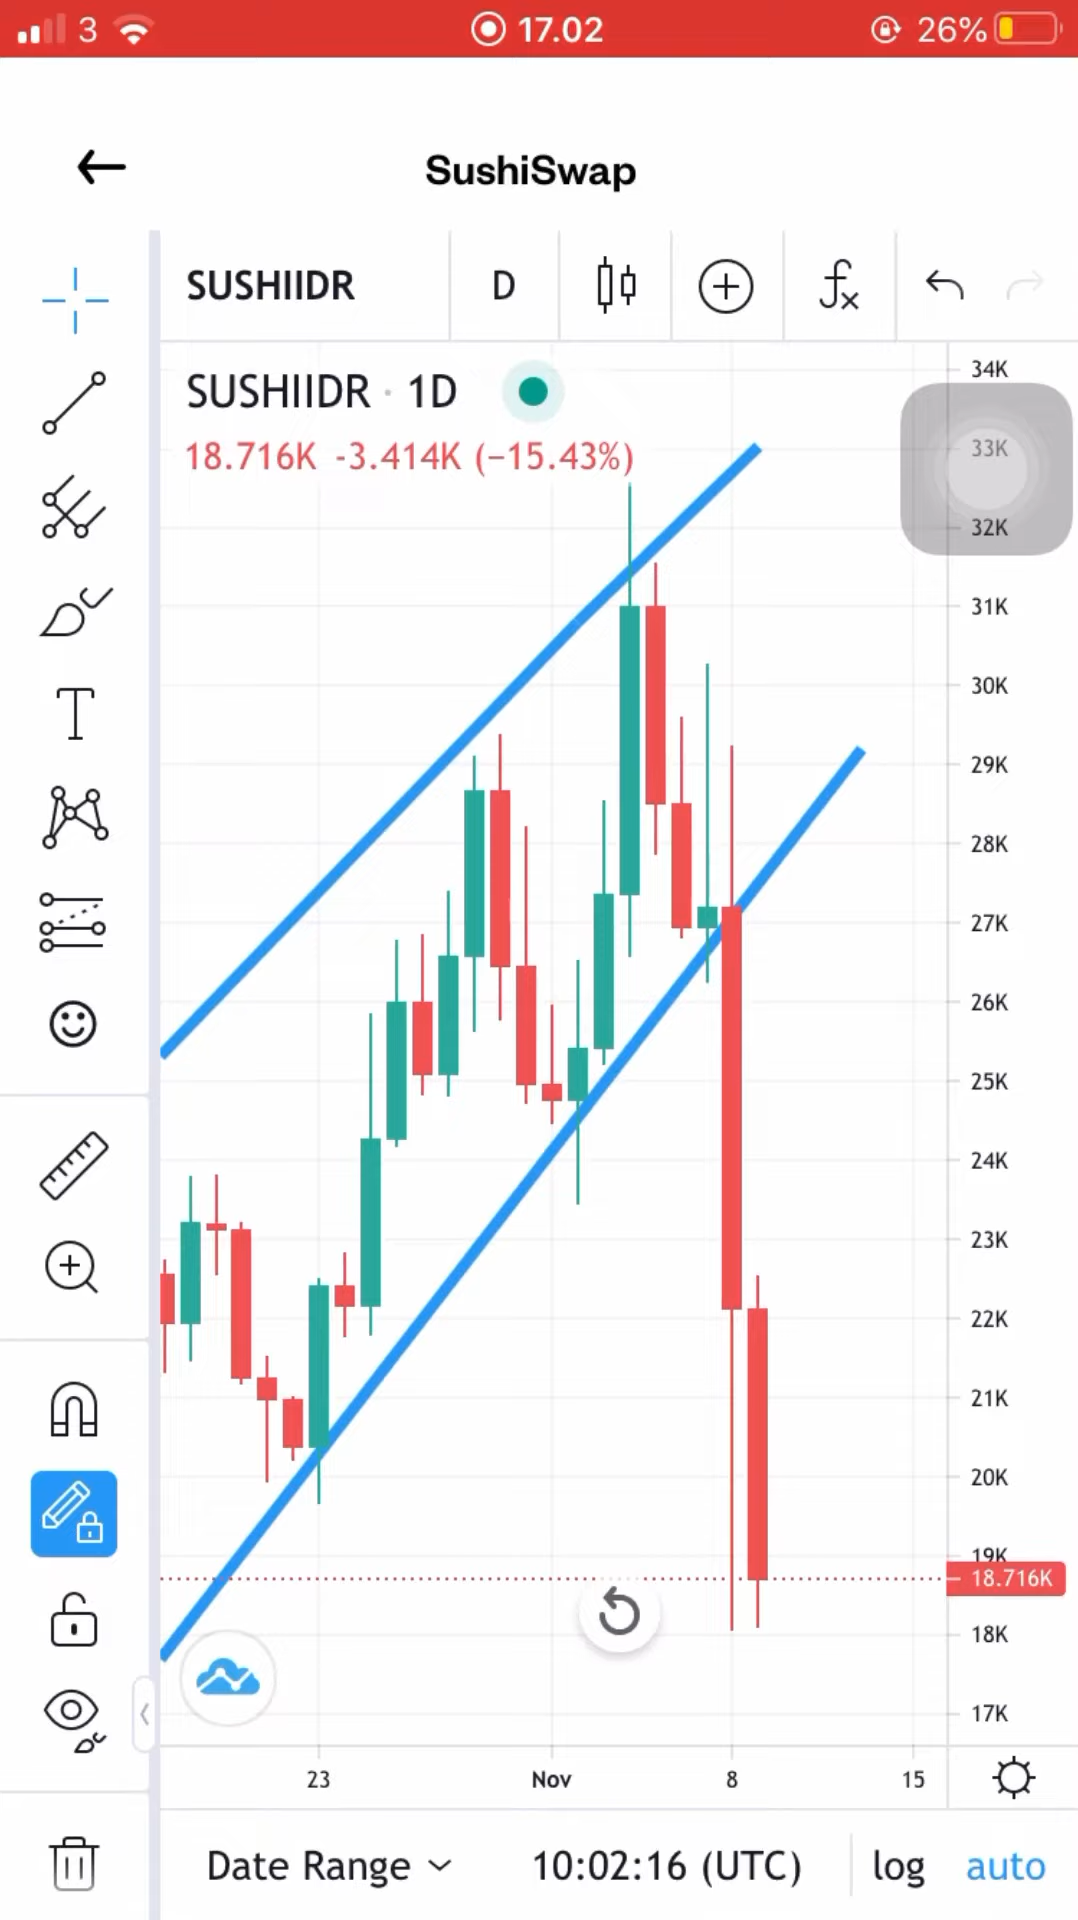 3 17.02 26%
SushiSwap
SUSHIIDR D
SUSHIIDR · 1D
18.716K -3.414K (−15.43%)
34K
33K
32K
31K
30K
29K
28K
27K
26K
25K
24K
23K
22K
21K
20K
19K
18.716K
18K
17K
23 Nov 8 15
Date Range 10:02:16 (UTC) log auto